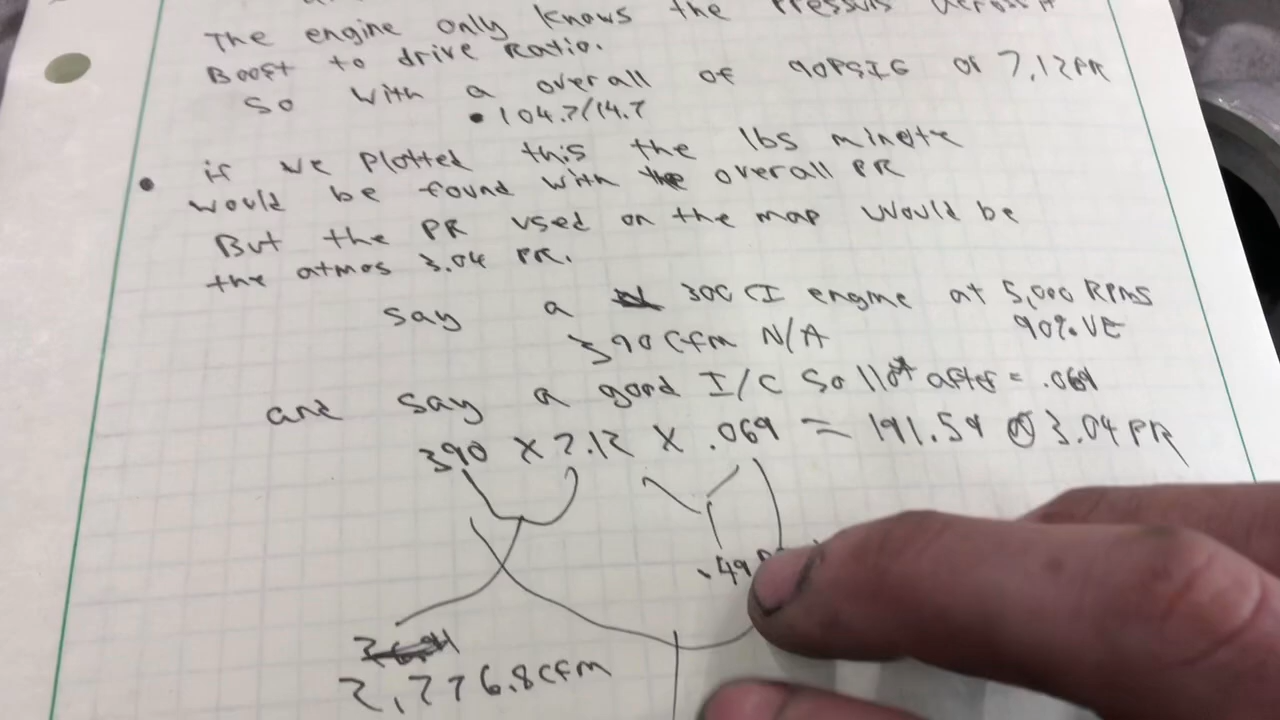 The engine only knows the Pressure across it
Boost to drive Ratio.
So with a overall of 90PSIG or 7.12PR
• 104.7/14.7
• if we plotted this the lbs minute
would be found with the overall PR
But the PR used on the map would be
the atmos 3.04 PR.
say a 300 CI engine at 5,000 RPMS
390 cfm N/A 90% VE
and say a good I/C so 110° after = .069
390 X 7.12 X .069 = 191.59 @ 3.04 PR
.49
2,776.8 cfm